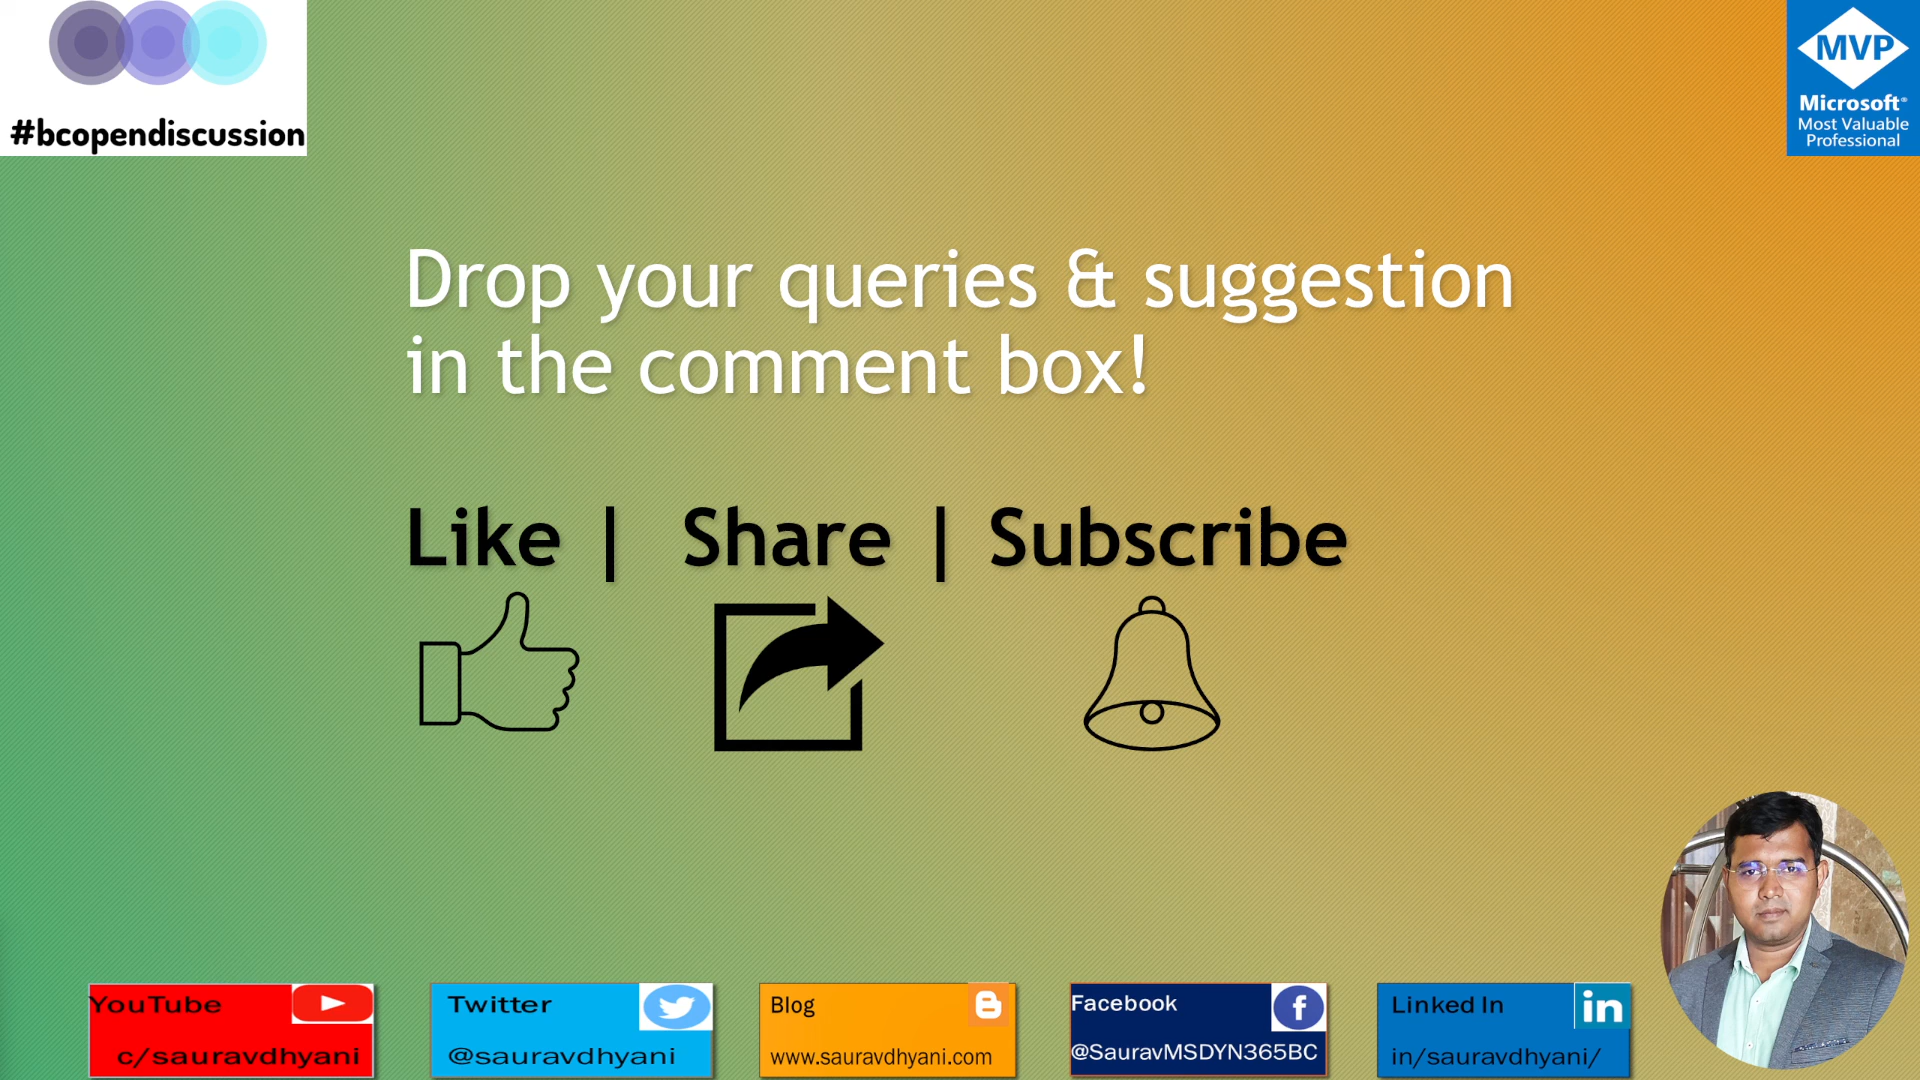 #bcopendiscussion
MVP
Microsoft®
Most Valuable
Professional
Drop your queries & suggestion
in the comment box!
Like | Share | Subscribe
YouTube
c/sauravdhyani
Twitter
@sauravdhyani
Blog
www.sauravdhyani.com
Facebook
f
@SauravMSDYN365BC
Linked In
in
in/sauravdhyani/